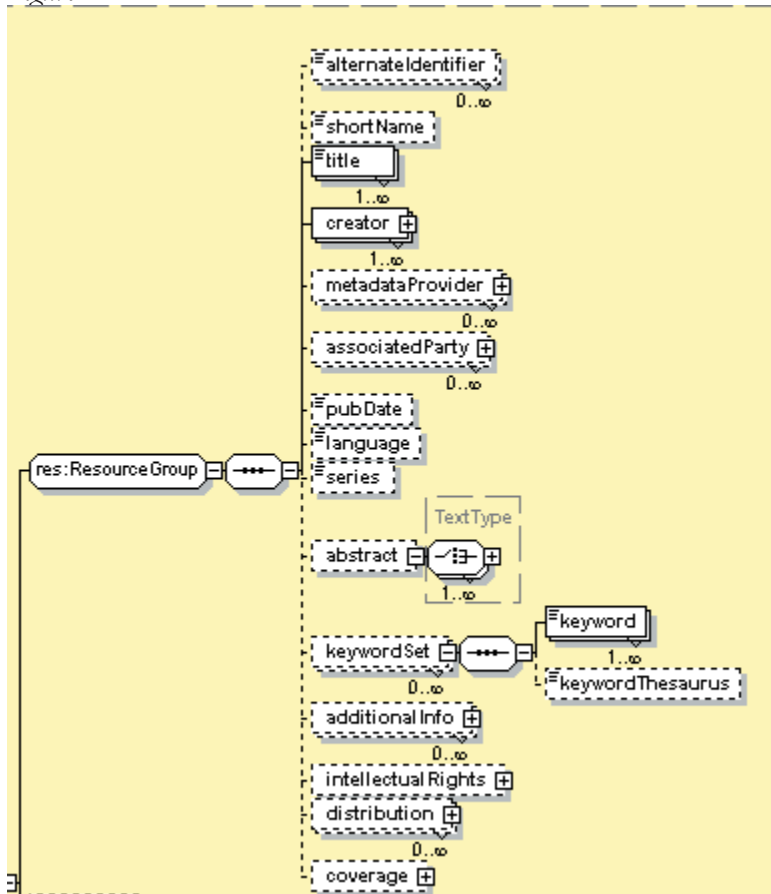 alternateIdentifier
0..∞
shortName
title
1..∞
creator
1..∞
metadataProvider
0..∞
associatedParty
0..∞
pubDate
language
res:ResourceGroup
series
TextType
abstract
1..∞
keyword
keywordSet
1..∞
0..∞
keywordThesaurus
additionalInfo
0..∞
intellectualRights
distribution
0..∞
coverage